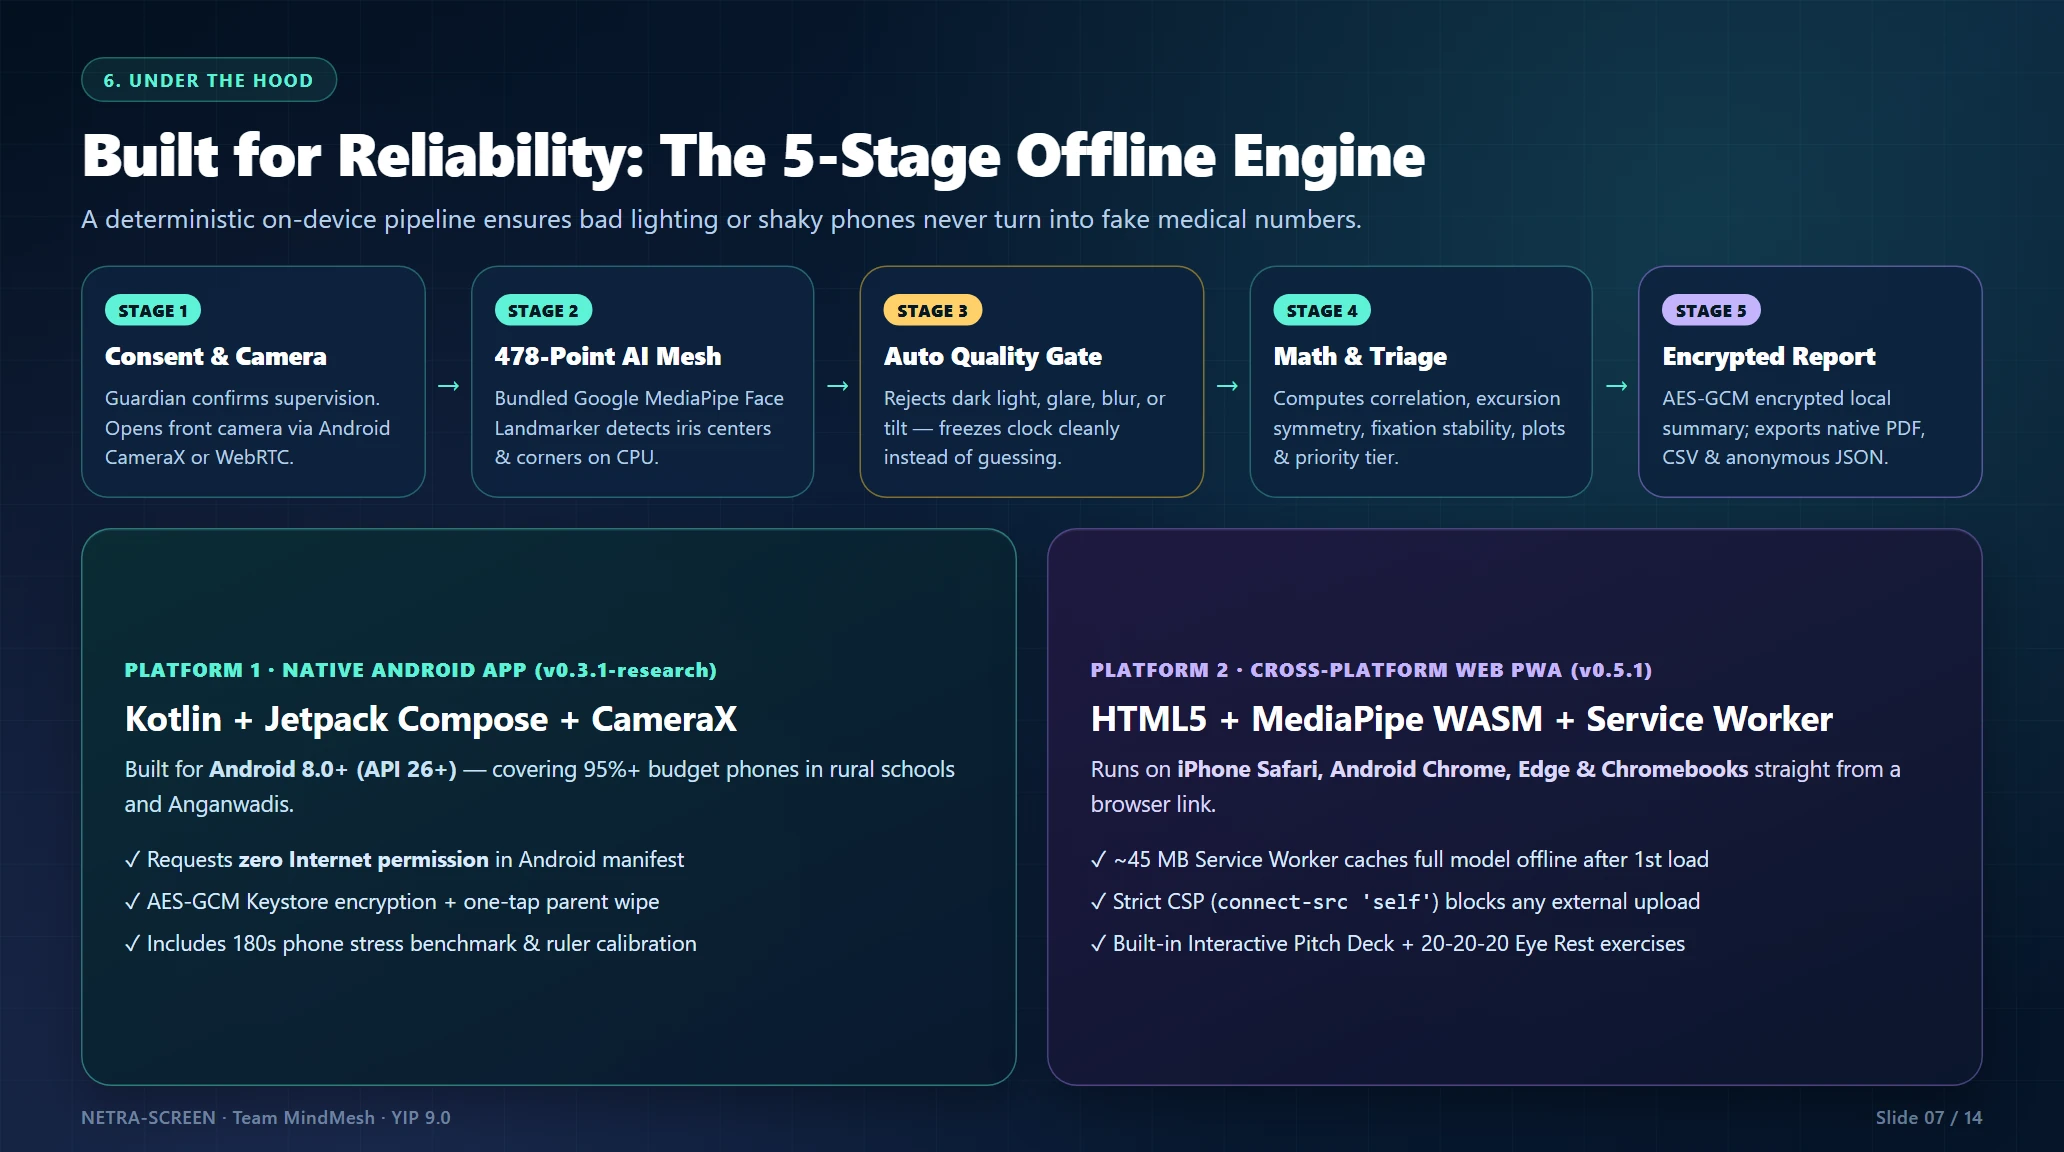 6. UNDER THE HOOD
Built for Reliability: The 5-Stage Offline Engine
A deterministic on-device pipeline ensures bad lighting or shaky phones never turn into fake medical numbers.
STAGE 1
Consent & Camera
Guardian confirms supervision.
Opens front camera via Android
CameraX or WebRTC.
→
STAGE 2
478-Point AI Mesh
Bundled Google MediaPipe Face
Landmarker detects iris centers
& corners on CPU.
→
STAGE 3
Auto Quality Gate
Rejects dark light, glare, blur, or
tilt — freezes clock cleanly
instead of guessing.
→
STAGE 4
Math & Triage
Computes correlation, excursion
symmetry, fixation stability, plots
& priority tier.
→
STAGE 5
Encrypted Report
AES-GCM encrypted local
summary; exports native PDF,
CSV & anonymous JSON.
PLATFORM 1 · NATIVE ANDROID APP (v0.3.1-research)
Kotlin + Jetpack Compose + CameraX
Built for Android 8.0+ (API 26+) — covering 95%+ budget phones in rural schools
and Anganwadis.
✓ Requests zero Internet permission in Android manifest
✓ AES-GCM Keystore encryption + one-tap parent wipe
✓ Includes 180s phone stress benchmark & ruler calibration
PLATFORM 2 · CROSS-PLATFORM WEB PWA (v0.5.1)
HTML5 + MediaPipe WASM + Service Worker
Runs on iPhone Safari, Android Chrome, Edge & Chromebooks straight from a
browser link.
✓ ~45 MB Service Worker caches full model offline after 1st load
✓ Strict CSP (connect-src 'self') blocks any external upload
✓ Built-in Interactive Pitch Deck + 20-20-20 Eye Rest exercises
NETRA-SCREEN · Team MindMesh · YIP 9.0
Slide 07 / 14